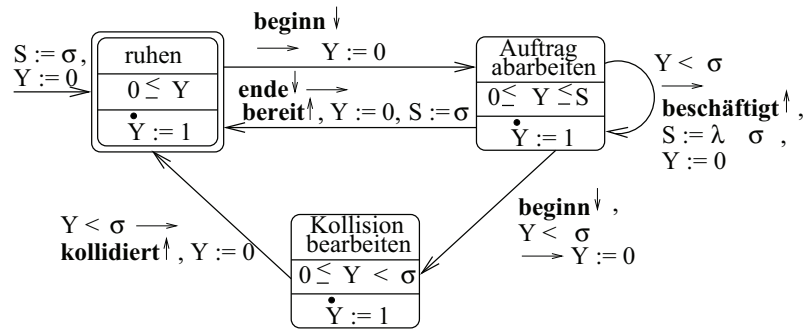 beginn↓
⟶ Y := 0
S := σ,
Y := 0
ruhen
0 ≤ Y
Ẏ := 1
ende↓ ⟶
bereit↑, Y := 0, S := σ
Auftrag
abarbeiten
0 ≤ Y ≤ S
Ẏ := 1
Y < σ
⟶
beschäftigt↑,
S := λ σ,
Y := 0
Y < σ ⟶
kollidiert↑, Y := 0
Kollision
bearbeiten
0 ≤ Y < σ
Ẏ := 1
beginn↓,
Y < σ
⟶ Y := 0